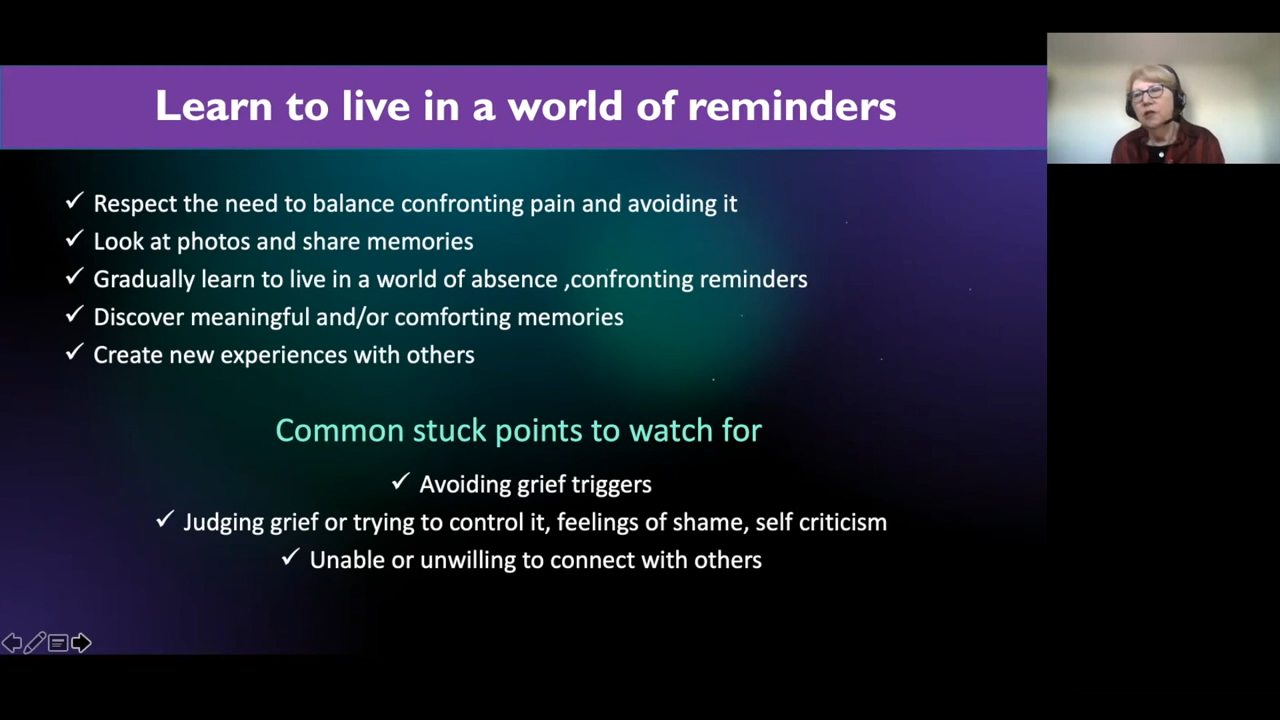 Learn to live in a world of reminders
✓ Respect the need to balance confronting pain and avoiding it
✓ Look at photos and share memories
✓ Gradually learn to live in a world of absence ,confronting reminders
✓ Discover meaningful and/or comforting memories
✓ Create new experiences with others
Common stuck points to watch for
✓ Avoiding grief triggers
✓ Judging grief or trying to control it, feelings of shame, self criticism
✓ Unable or unwilling to connect with others